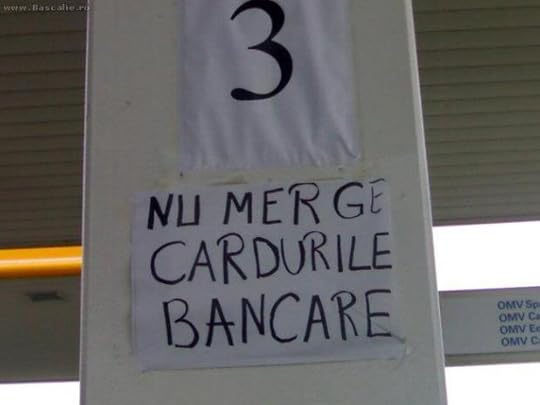 www.Bascalie.ro
3
NU MERGE
CARDURILE
BANCARE
OMV
OMV
OMV
OMV